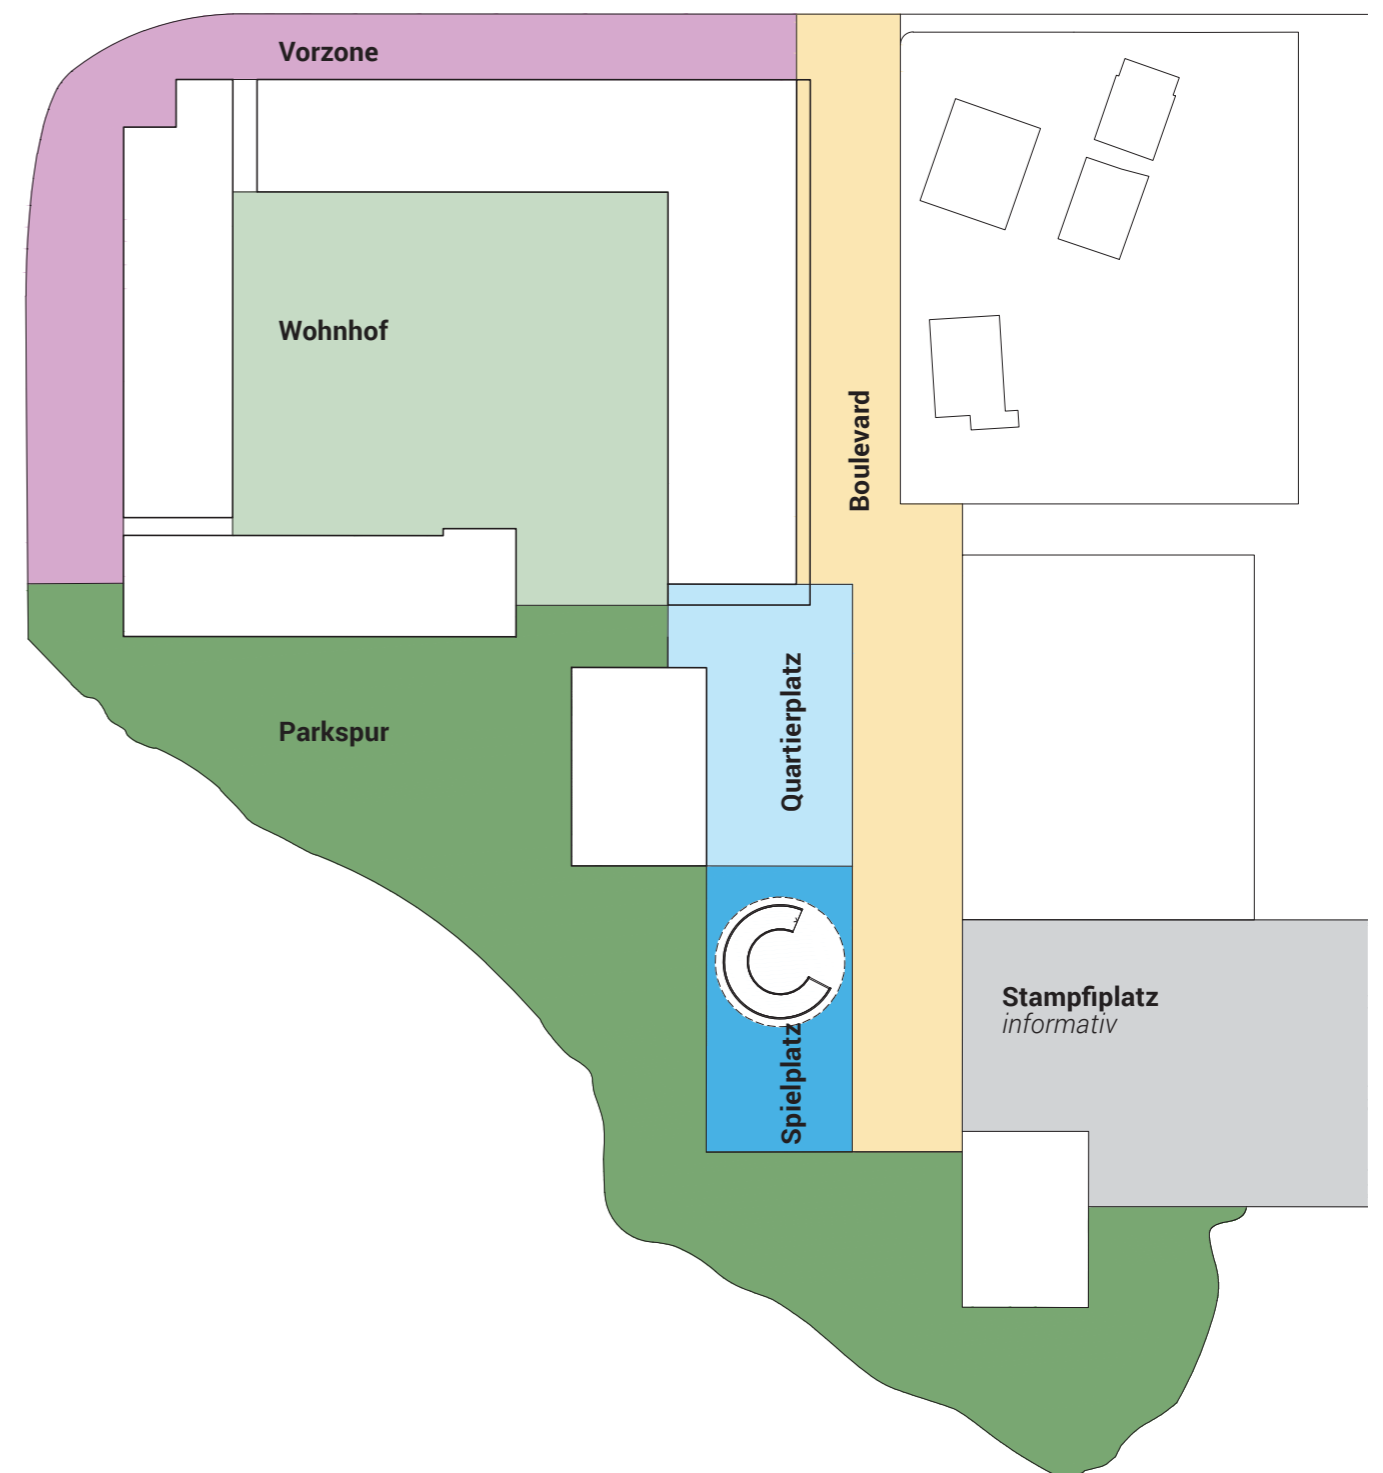 Vorzone
Wohnhof
Boulevard
Quartierplatz
Parkspur
Stampfiplatz
informativ
Spielplatz